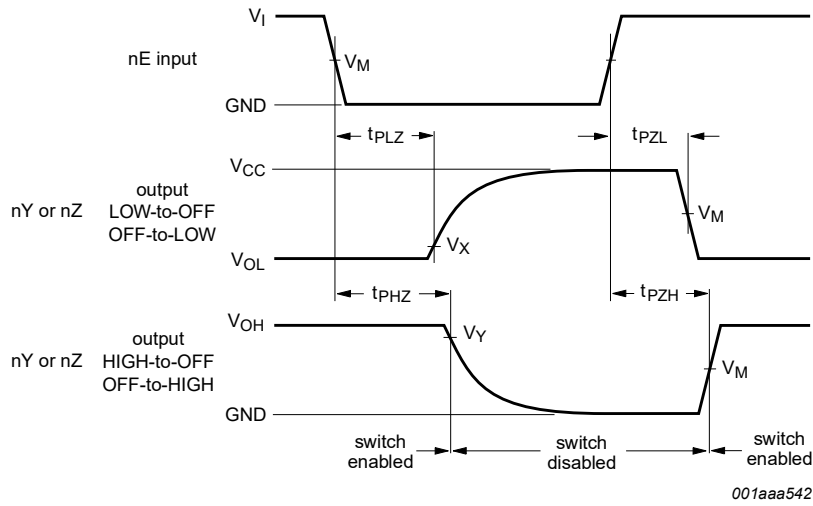 VI
nE input
VM
GND
tPLZ
tPZL
VCC
output
nY or nZ
LOW-to-OFF
OFF-to-LOW
VM
VX
VOL
tPHZ
tPZH
VOH
output
nY or nZ
HIGH-to-OFF
OFF-to-HIGH
VY
VM
GND
switch
enabled
switch
disabled
switch
enabled
001aaa542